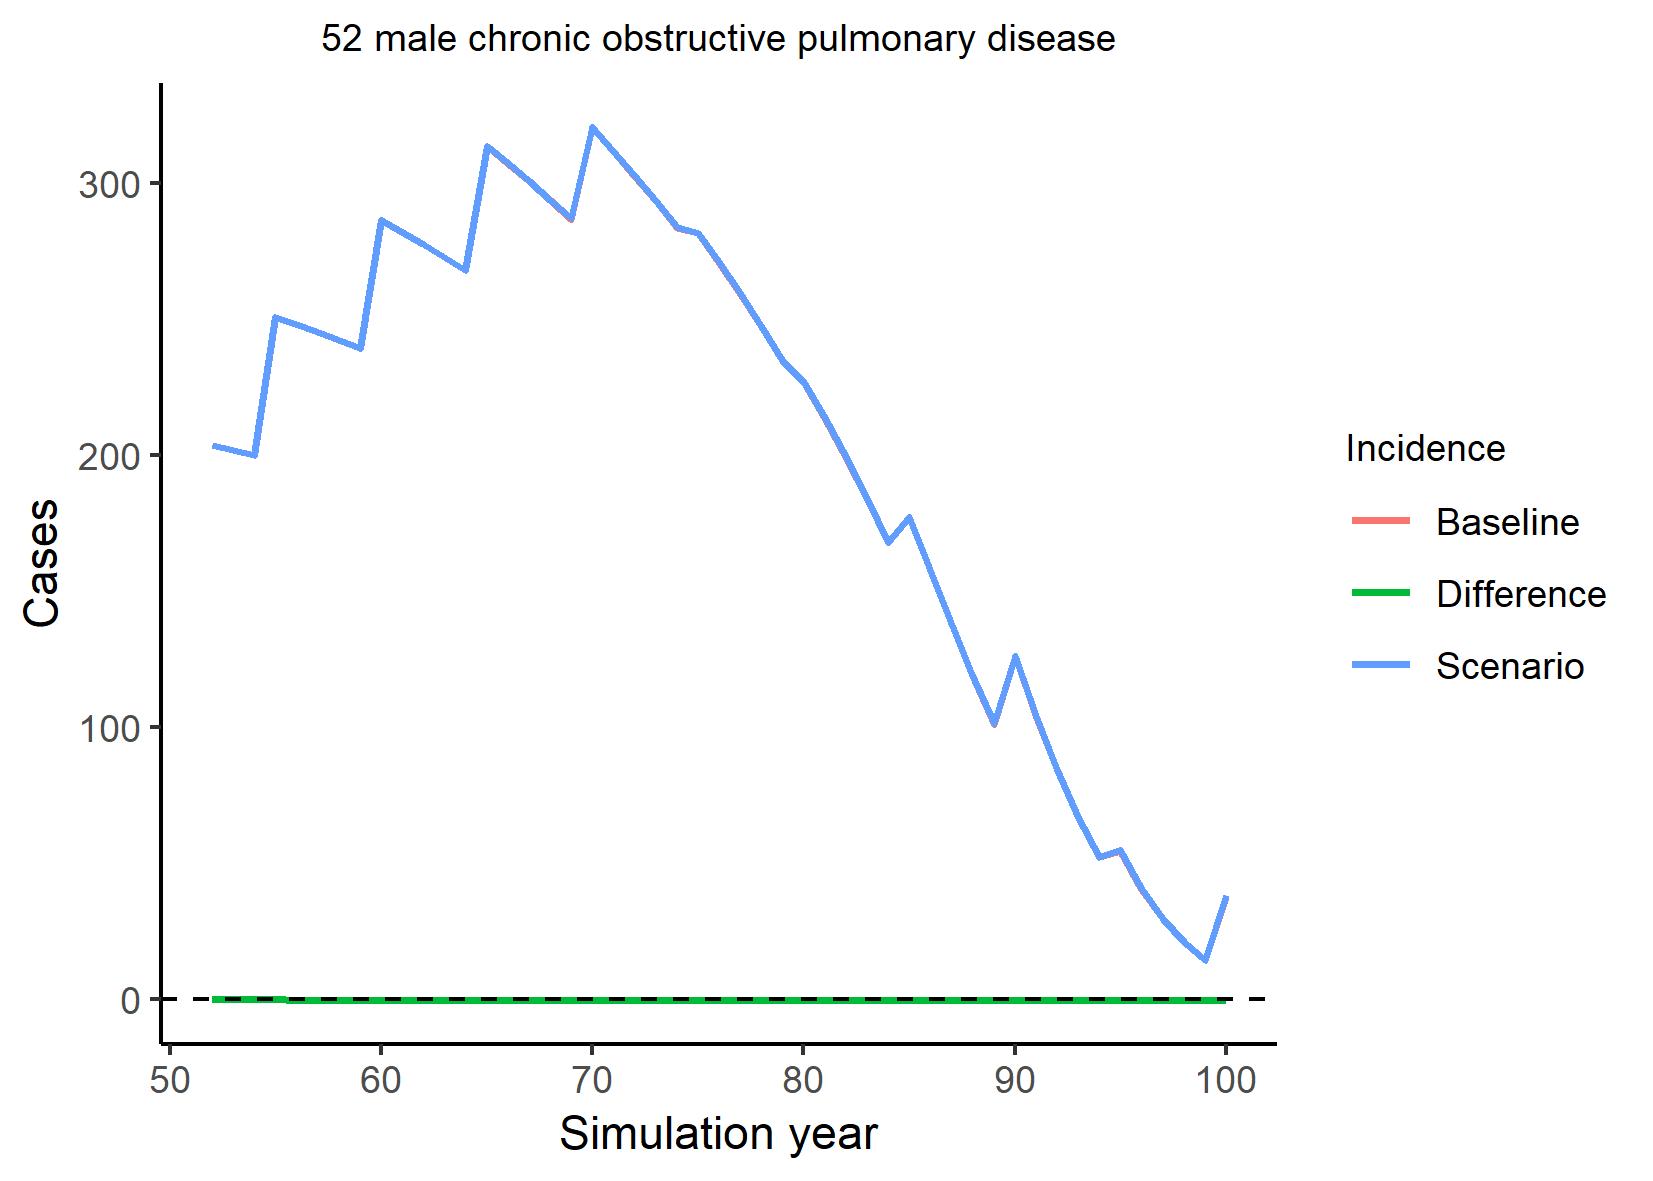 52 male chronic obstructive pulmonary disease
300
200
100
0
Cases
50 60 70 80 90 100
Simulation year
Incidence
Baseline
Difference
Scenario